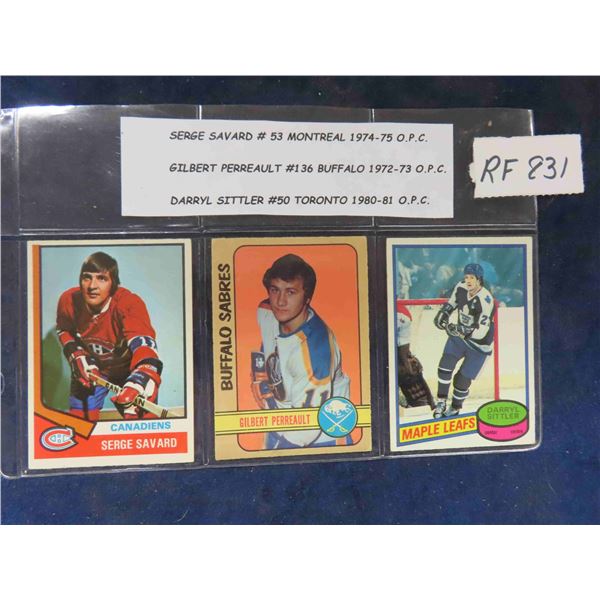 SERGE SAVARD # 53 MONTREAL 1974-75 O.P.C.
GILBERT PERREAULT #136 BUFFALO 1972-73 O.P.C.
DARRYL SITTLER #50 TORONTO 1980-81 O.P.C.
RF 831
CANADIENS
SERGE SAVARD
BUFFALO SABRES
GILBERT PERREAULT
MAPLE LEAFS
DARRYL
SITTLER